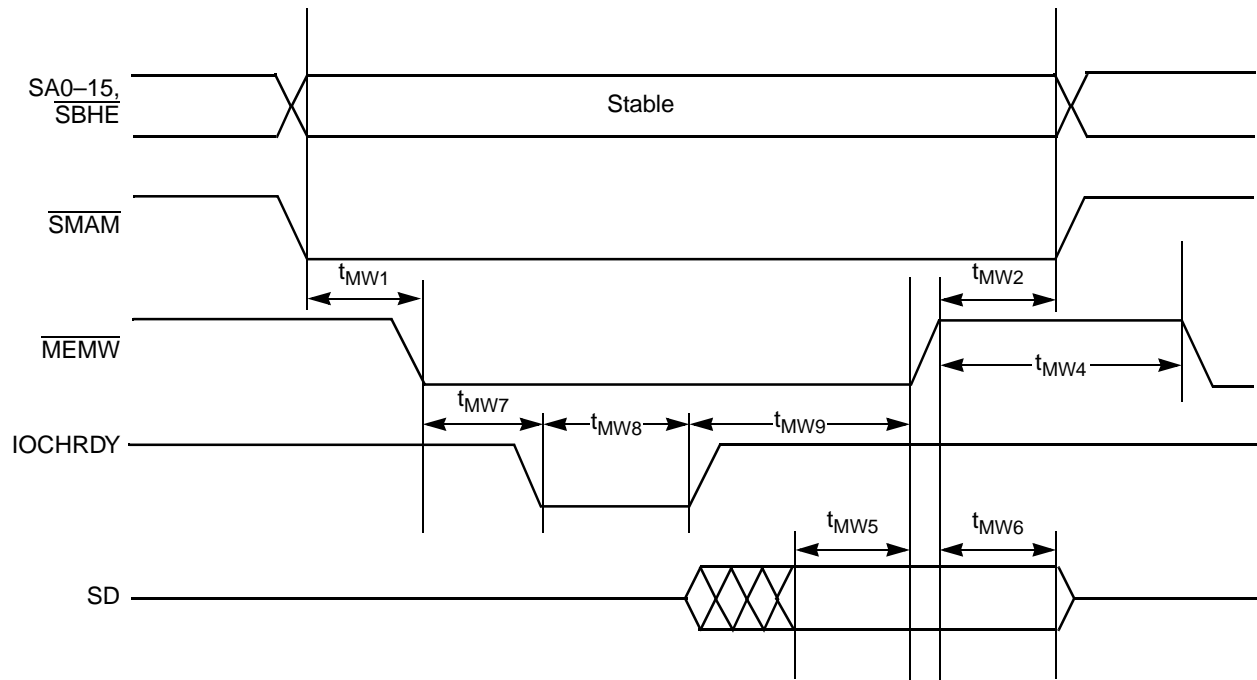 SA0–15,
SBHE
Stable
SMAM
tMW1
tMW2
MEMW
tMW4
tMW7
tMW8
tMW9
IOCHRDY
tMW5
tMW6
SD